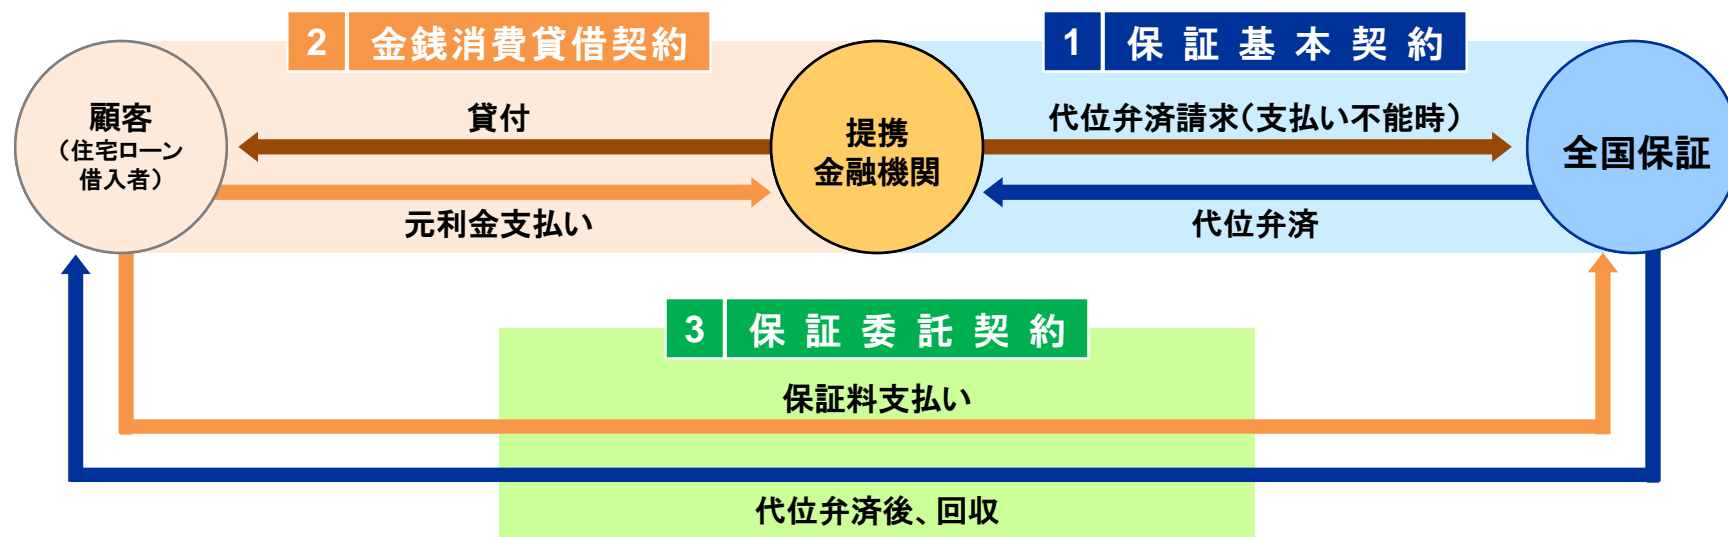 2 金銭消費貸借契約
1 保証基本契約
顧客
（住宅ローン
借入者）
貸付
元利金支払い
提携
金融機関
代位弁済請求（支払い不能時）
代位弁済
全国保証
3 保証委託契約
保証料支払い
代位弁済後、回収